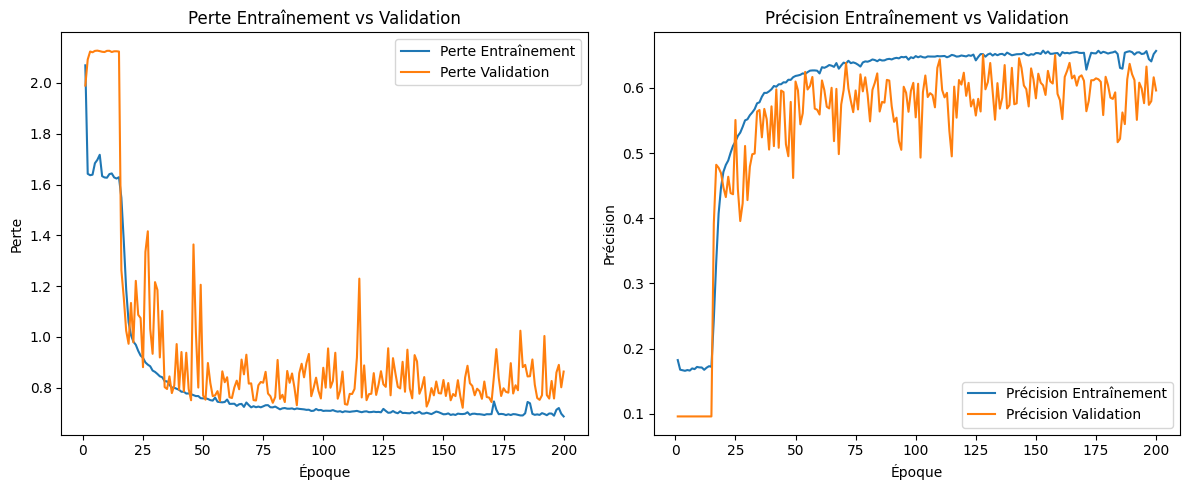 Perte Entraînement vs Validation
Perte Entraînement
Perte Validation
2.0
1.8
1.6
1.4
1.2
1.0
0.8
Perte
0 25 50 75 100 125 150 175 200
Époque
Précision Entraînement vs Validation
0.6
0.5
0.4
0.3
0.2
0.1
Précision
Précision Entraînement
Précision Validation
0 25 50 75 100 125 150 175 200
Époque